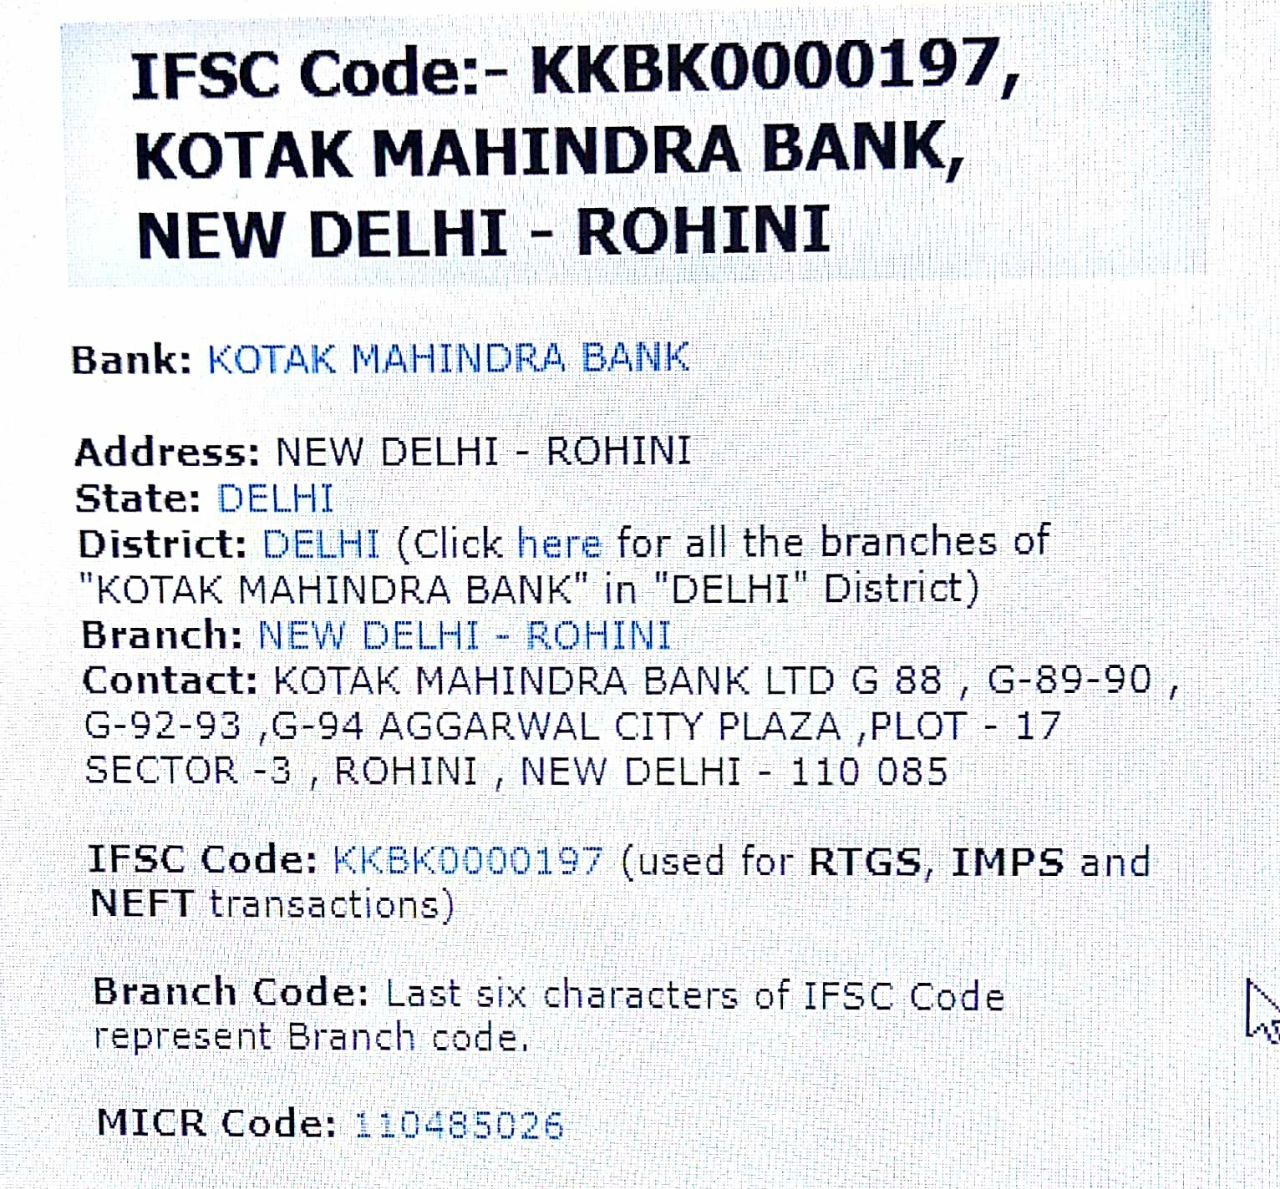 IFSC Code:- KKBK0000197,
KOTAK MAHINDRA BANK,
NEW DELHI - ROHINI
Bank: KOTAK MAHINDRA BANK
Address: NEW DELHI - ROHINI
State: DELHI
District: DELHI (Click here for all the branches of
"KOTAK MAHINDRA BANK" in "DELHI" District)
Branch: NEW DELHI - ROHINI
Contact: KOTAK MAHINDRA BANK LTD G 88 , G-89-90 ,
G-92-93 ,G-94 AGGARWAL CITY PLAZA ,PLOT - 17
SECTOR -3 , ROHINI , NEW DELHI - 110 085
IFSC Code: KKBK0000197 (used for RTGS, IMPS and
NEFT transactions)
Branch Code: Last six characters of IFSC Code
represent Branch code.
MICR Code: 110485026